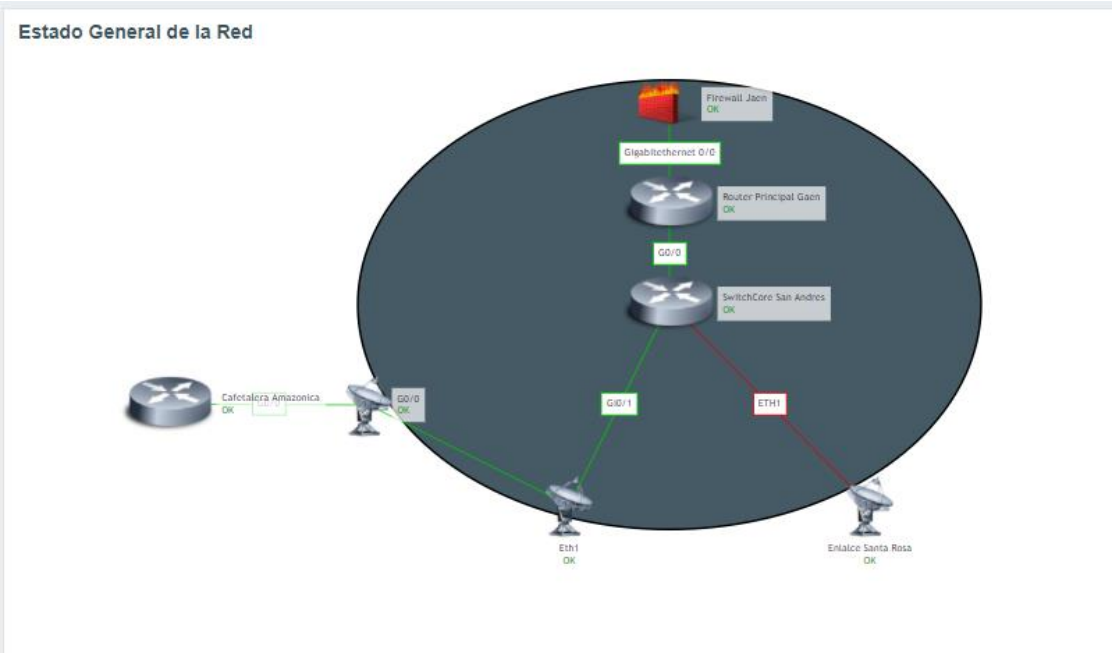 Estado General de la Red
Firewall Jaen
OK
Gigabitethernet 0/0
Router Principal Gaen
OK
G0/0
SwitchCore San Andres
OK
Cafetalera Amazonica
OK
G0/0
OK
GI0/1
ETH1
Eth1
OK
Enlalce Santa Rosa
OK